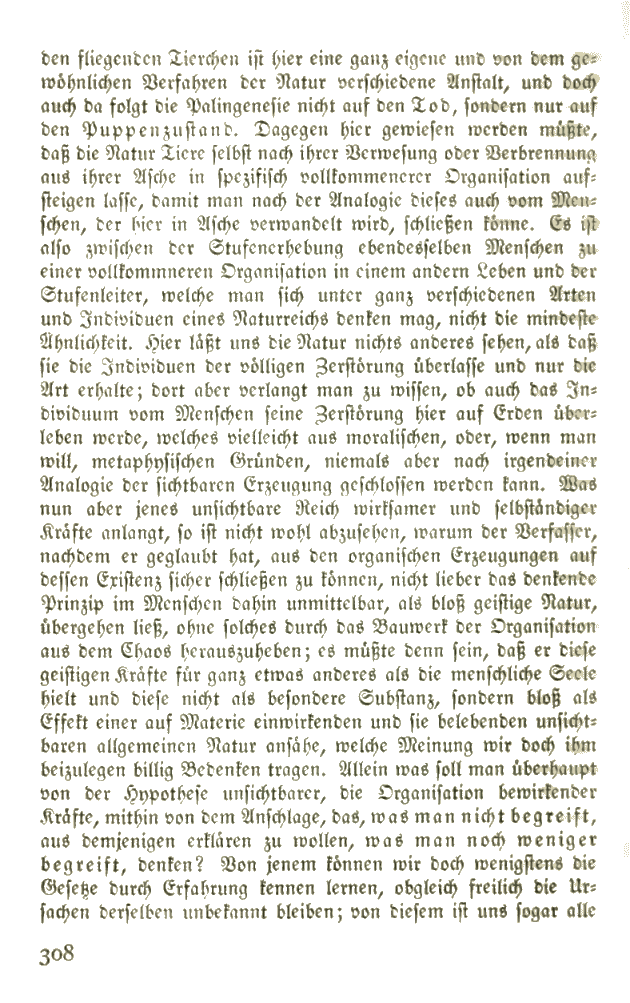 den fliegenden Tierchen ist hier eine ganz eigene und von dem ge-
wöhnlichen Verfahren der Natur verschiedene Anstalt, und doch
auch da folgt die Palingenesie nicht auf den Tod, sondern nur auf
den Puppenzustand. Dagegen hier gewiesen werden müßte,
daß die Natur Tiere selbst nach ihrer Verwesung oder Verbrennung
aus ihrer Asche in spezifisch vollkommenerer Organisation auf-
steigen lasse, damit man nach der Analogie dieses auch vom Men-
schen, der hier in Asche verwandelt wird, schließen könne. Es ist
also zwischen der Stufenerhebung ebendesselben Menschen zu
einer vollkommneren Organisation in einem andern Leben und der
Stufenleiter, welche man sich unter ganz verschiedenen Arten
und Individuen eines Naturreichs denken mag, nicht die mindeste
Ähnlichkeit. Hier läßt uns die Natur nichts anderes sehen, als daß
sie die Individuen der völligen Zerstörung überlasse und nur die
Art erhalte; dort aber verlangt man zu wissen, ob auch das In-
dividuum vom Menschen seine Zerstörung hier auf Erden über-
leben werde, welches vielleicht aus moralischen, oder, wenn man
will, metaphysischen Gründen, niemals aber nach irgendeiner
Analogie der sichtbaren Erzeugung geschlossen werden kann. Was
nun aber jenes unsichtbare Reich wirksamer und selbständiger
Kräfte anlangt, so ist nicht wohl abzusehen, warum der Verfasser,
nachdem er geglaubt hat, aus den organischen Erzeugungen auf
dessen Existenz sicher schließen zu können, nicht lieber das denkende
Prinzip im Menschen dahin unmittelbar, als bloß geistige Natur,
übergehen ließ, ohne solches durch das Bauwerk der Organisation
aus dem Chaos herauszuheben; es müßte denn sein, daß er diese
geistigen Kräfte für ganz etwas anderes als die menschliche Seele
hielt und diese nicht als besondere Substanz, sondern bloß als
Effekt einer auf Materie einwirkenden und sie belebenden unsicht-
baren allgemeinen Natur ansähe, welche Meinung wir doch ihm
beizulegen billig Bedenken tragen. Allein was soll man überhaupt
von der Hypothese unsichtbarer, die Organisation bewirkender
Kräfte, mithin von dem Anschlage, das, was man nicht begreift,
aus demjenigen erklären zu wollen, was man noch weniger
begreift, denken? Von jenem können wir doch wenigstens die
Gesetze durch Erfahrung kennen lernen, obgleich freilich die Ur-
sachen derselben unbekannt bleiben; von diesem ist uns sogar alle
308